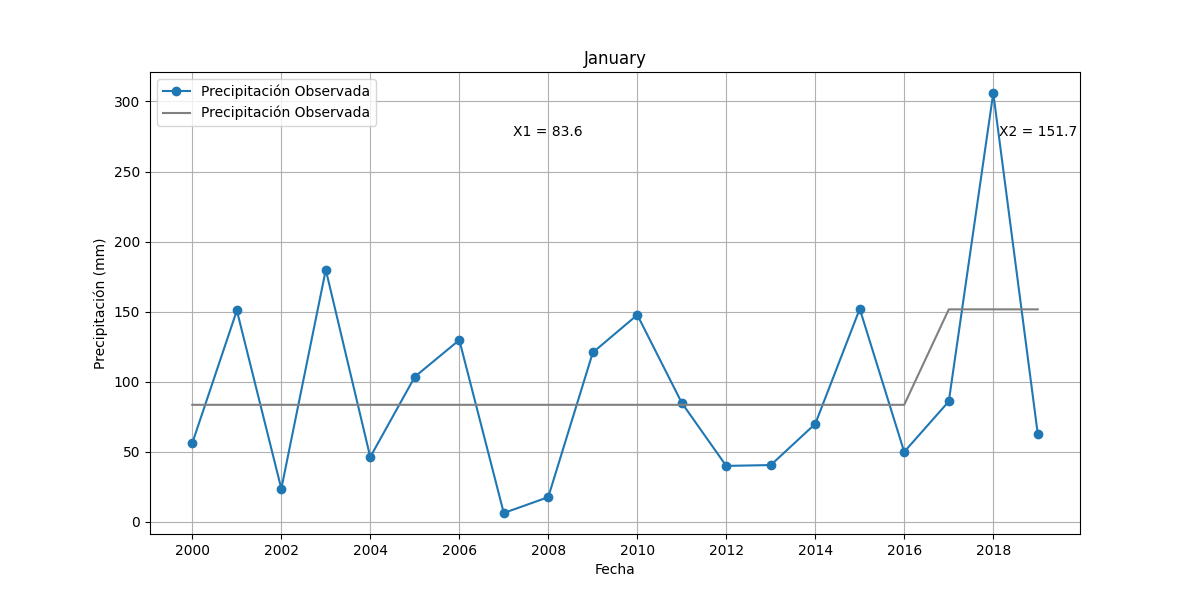 January
Precipitación Observada
Precipitación Observada
X1 = 83.6
X2 = 151.7
Precipitación (mm)
300
250
200
150
100
50
0
2000 2002 2004 2006 2008 2010 2012 2014 2016 2018
Fecha